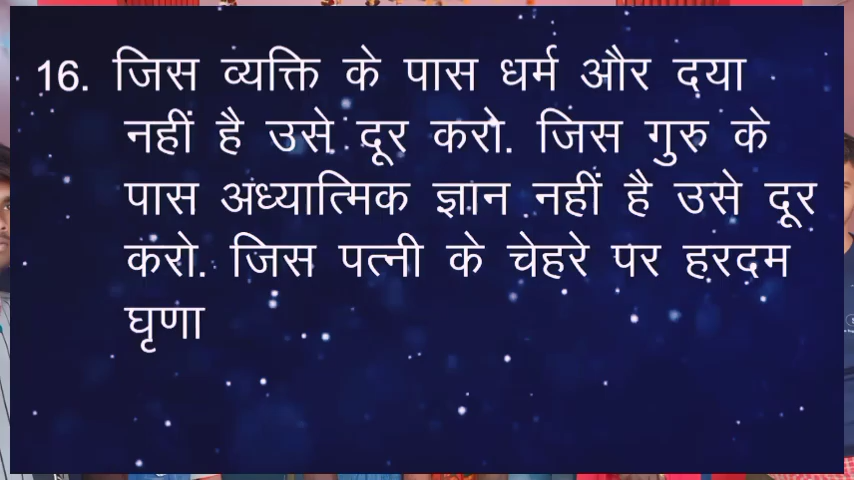 16. जिस व्यक्ति के पास धर्म और दया
नहीं है उसे दूर करो. जिस गुरु के
पास अध्यात्मिक ज्ञान नहीं है उसे दूर
करो. जिस पत्नी के चेहरे पर हरदम
घृणा